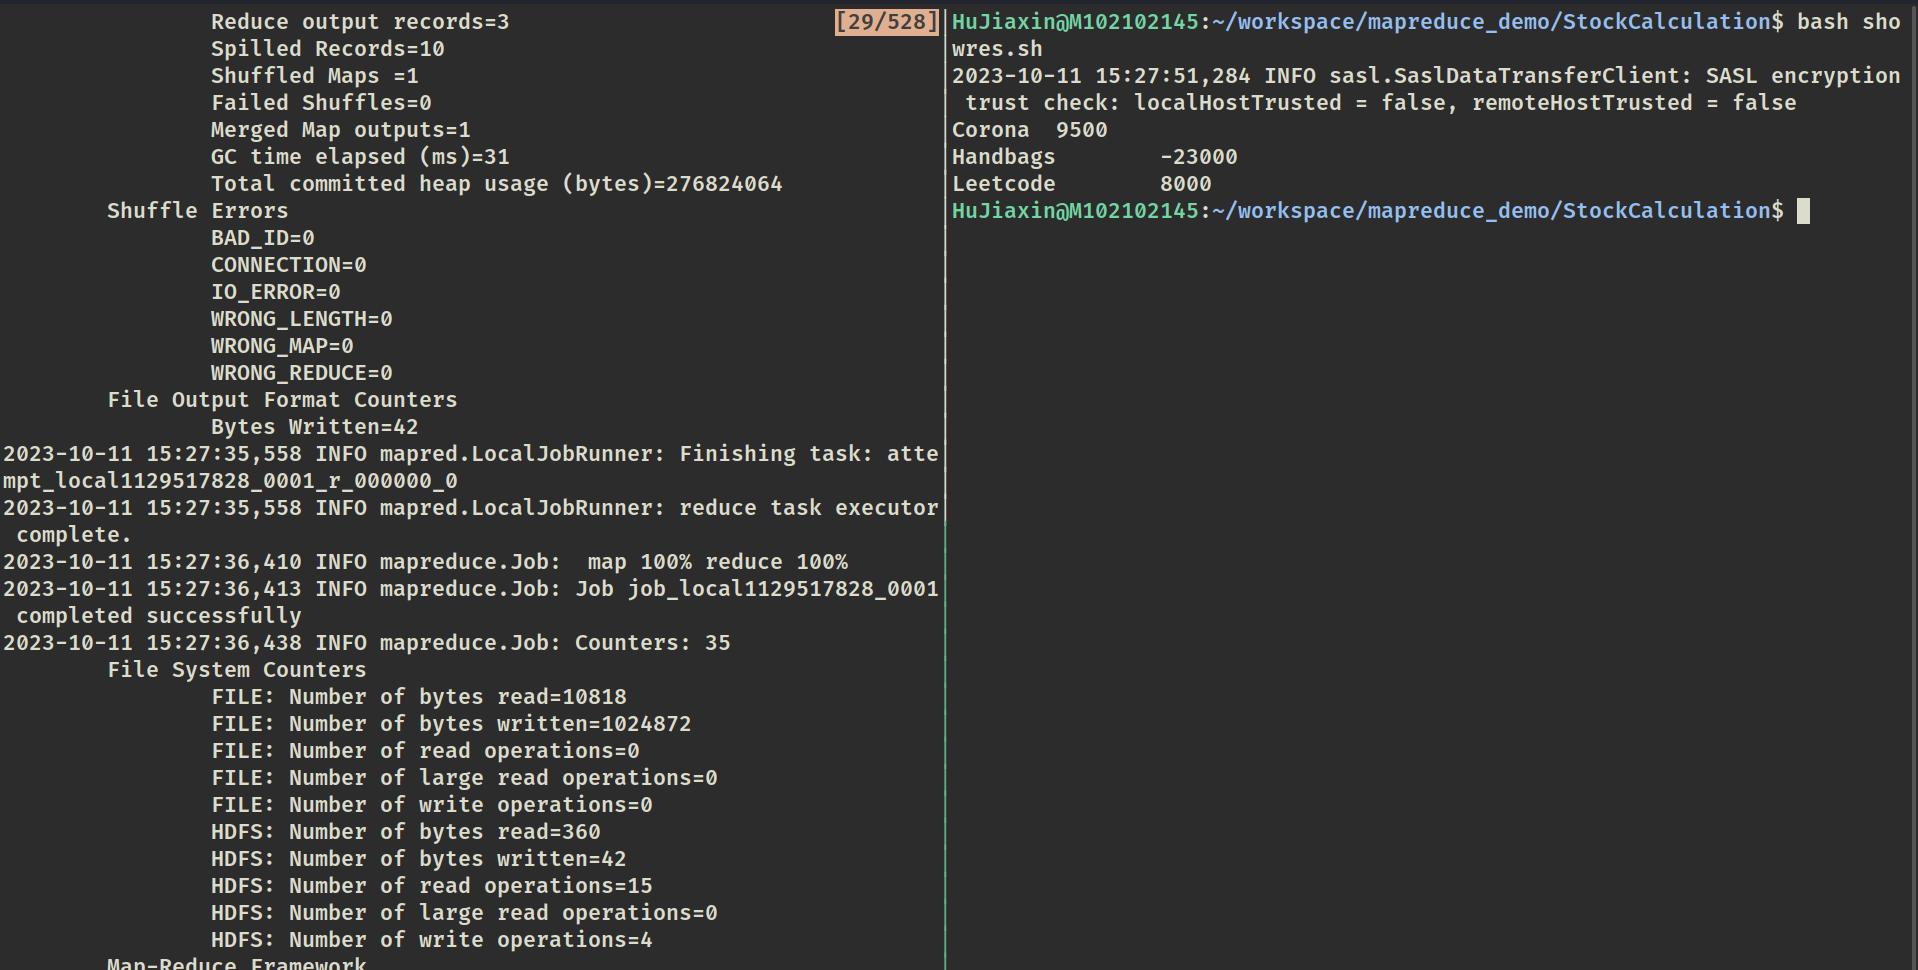 Reduce output records=3
[29/528]
Spilled Records=10
Shuffled Maps =1
Failed Shuffles=0
Merged Map outputs=1
GC time elapsed (ms)=31
Total committed heap usage (bytes)=276824064
Shuffle Errors
BAD_ID=0
CONNECTION=0
IO_ERROR=0
WRONG_LENGTH=0
WRONG_MAP=0
WRONG_REDUCE=0
File Output Format Counters
Bytes Written=42
2023-10-11 15:27:35,558 INFO mapred.LocalJobRunner: Finishing task: atte
mpt_local1129517828_0001_r_000000_0
2023-10-11 15:27:35,558 INFO mapred.LocalJobRunner: reduce task executor
complete.
2023-10-11 15:27:36,410 INFO mapreduce.Job:  map 100% reduce 100%
2023-10-11 15:27:36,413 INFO mapreduce.Job: Job job_local1129517828_0001
completed successfully
2023-10-11 15:27:36,438 INFO mapreduce.Job: Counters: 35
File System Counters
FILE: Number of bytes read=10818
FILE: Number of bytes written=1024872
FILE: Number of read operations=0
FILE: Number of large read operations=0
FILE: Number of write operations=0
HDFS: Number of bytes read=360
HDFS: Number of bytes written=42
HDFS: Number of read operations=15
HDFS: Number of large read operations=0
HDFS: Number of write operations=4
Map-Reduce Framework
HuJiaxin@M102102145:~/workspace/mapreduce_demo/StockCalculation$ bash sho
wres.sh
2023-10-11 15:27:51,284 INFO sasl.SaslDataTransferClient: SASL encryption
trust check: localHostTrusted = false, remoteHostTrusted = false
Corona  9500
Handbags        -23000
Leetcode        8000
HuJiaxin@M102102145:~/workspace/mapreduce_demo/StockCalculation$